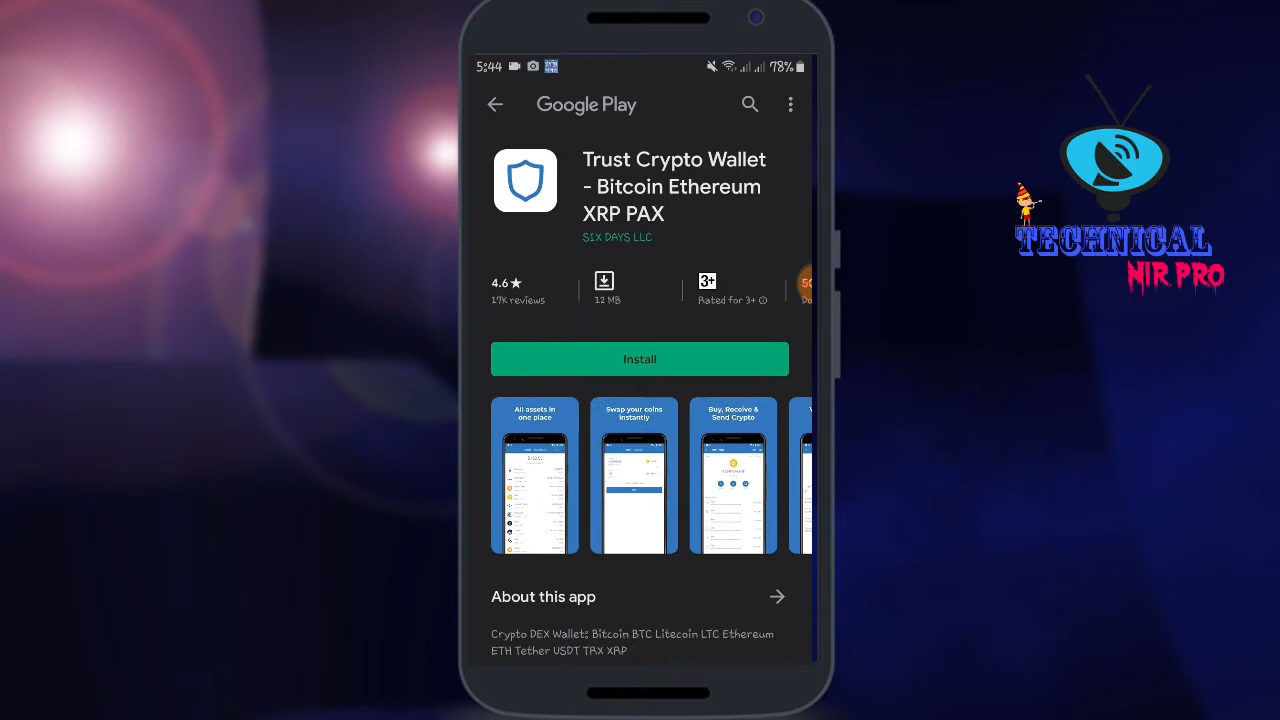 5:44
78%
Google Play
Trust Crypto Wallet
- Bitcoin Ethereum
XRP PAX
SIX DAYS LLC
4.6★
17K reviews
12 MB
3+
Rated for 3+
50
Do
Install
All assets in
one place
Swap your coins
instantly
Buy, Receive &
Send Crypto
About this app
Crypto DEX Wallet: Bitcoin BTC Litecoin LTC Ethereum
ETH Tether USDT TRX XRP
TECHNICAL
NIR PRO